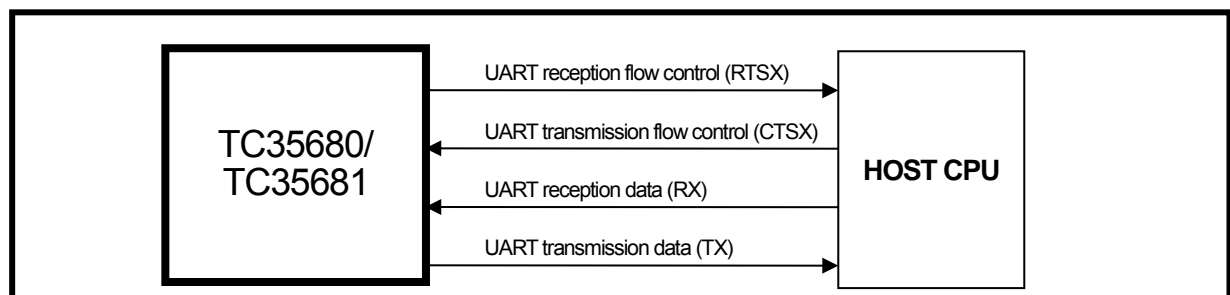 UART reception flow control (RTSX)
UART transmission flow control (CTSX)
TC35680/
TC35681
HOST CPU
UART reception data (RX)
UART transmission data (TX)